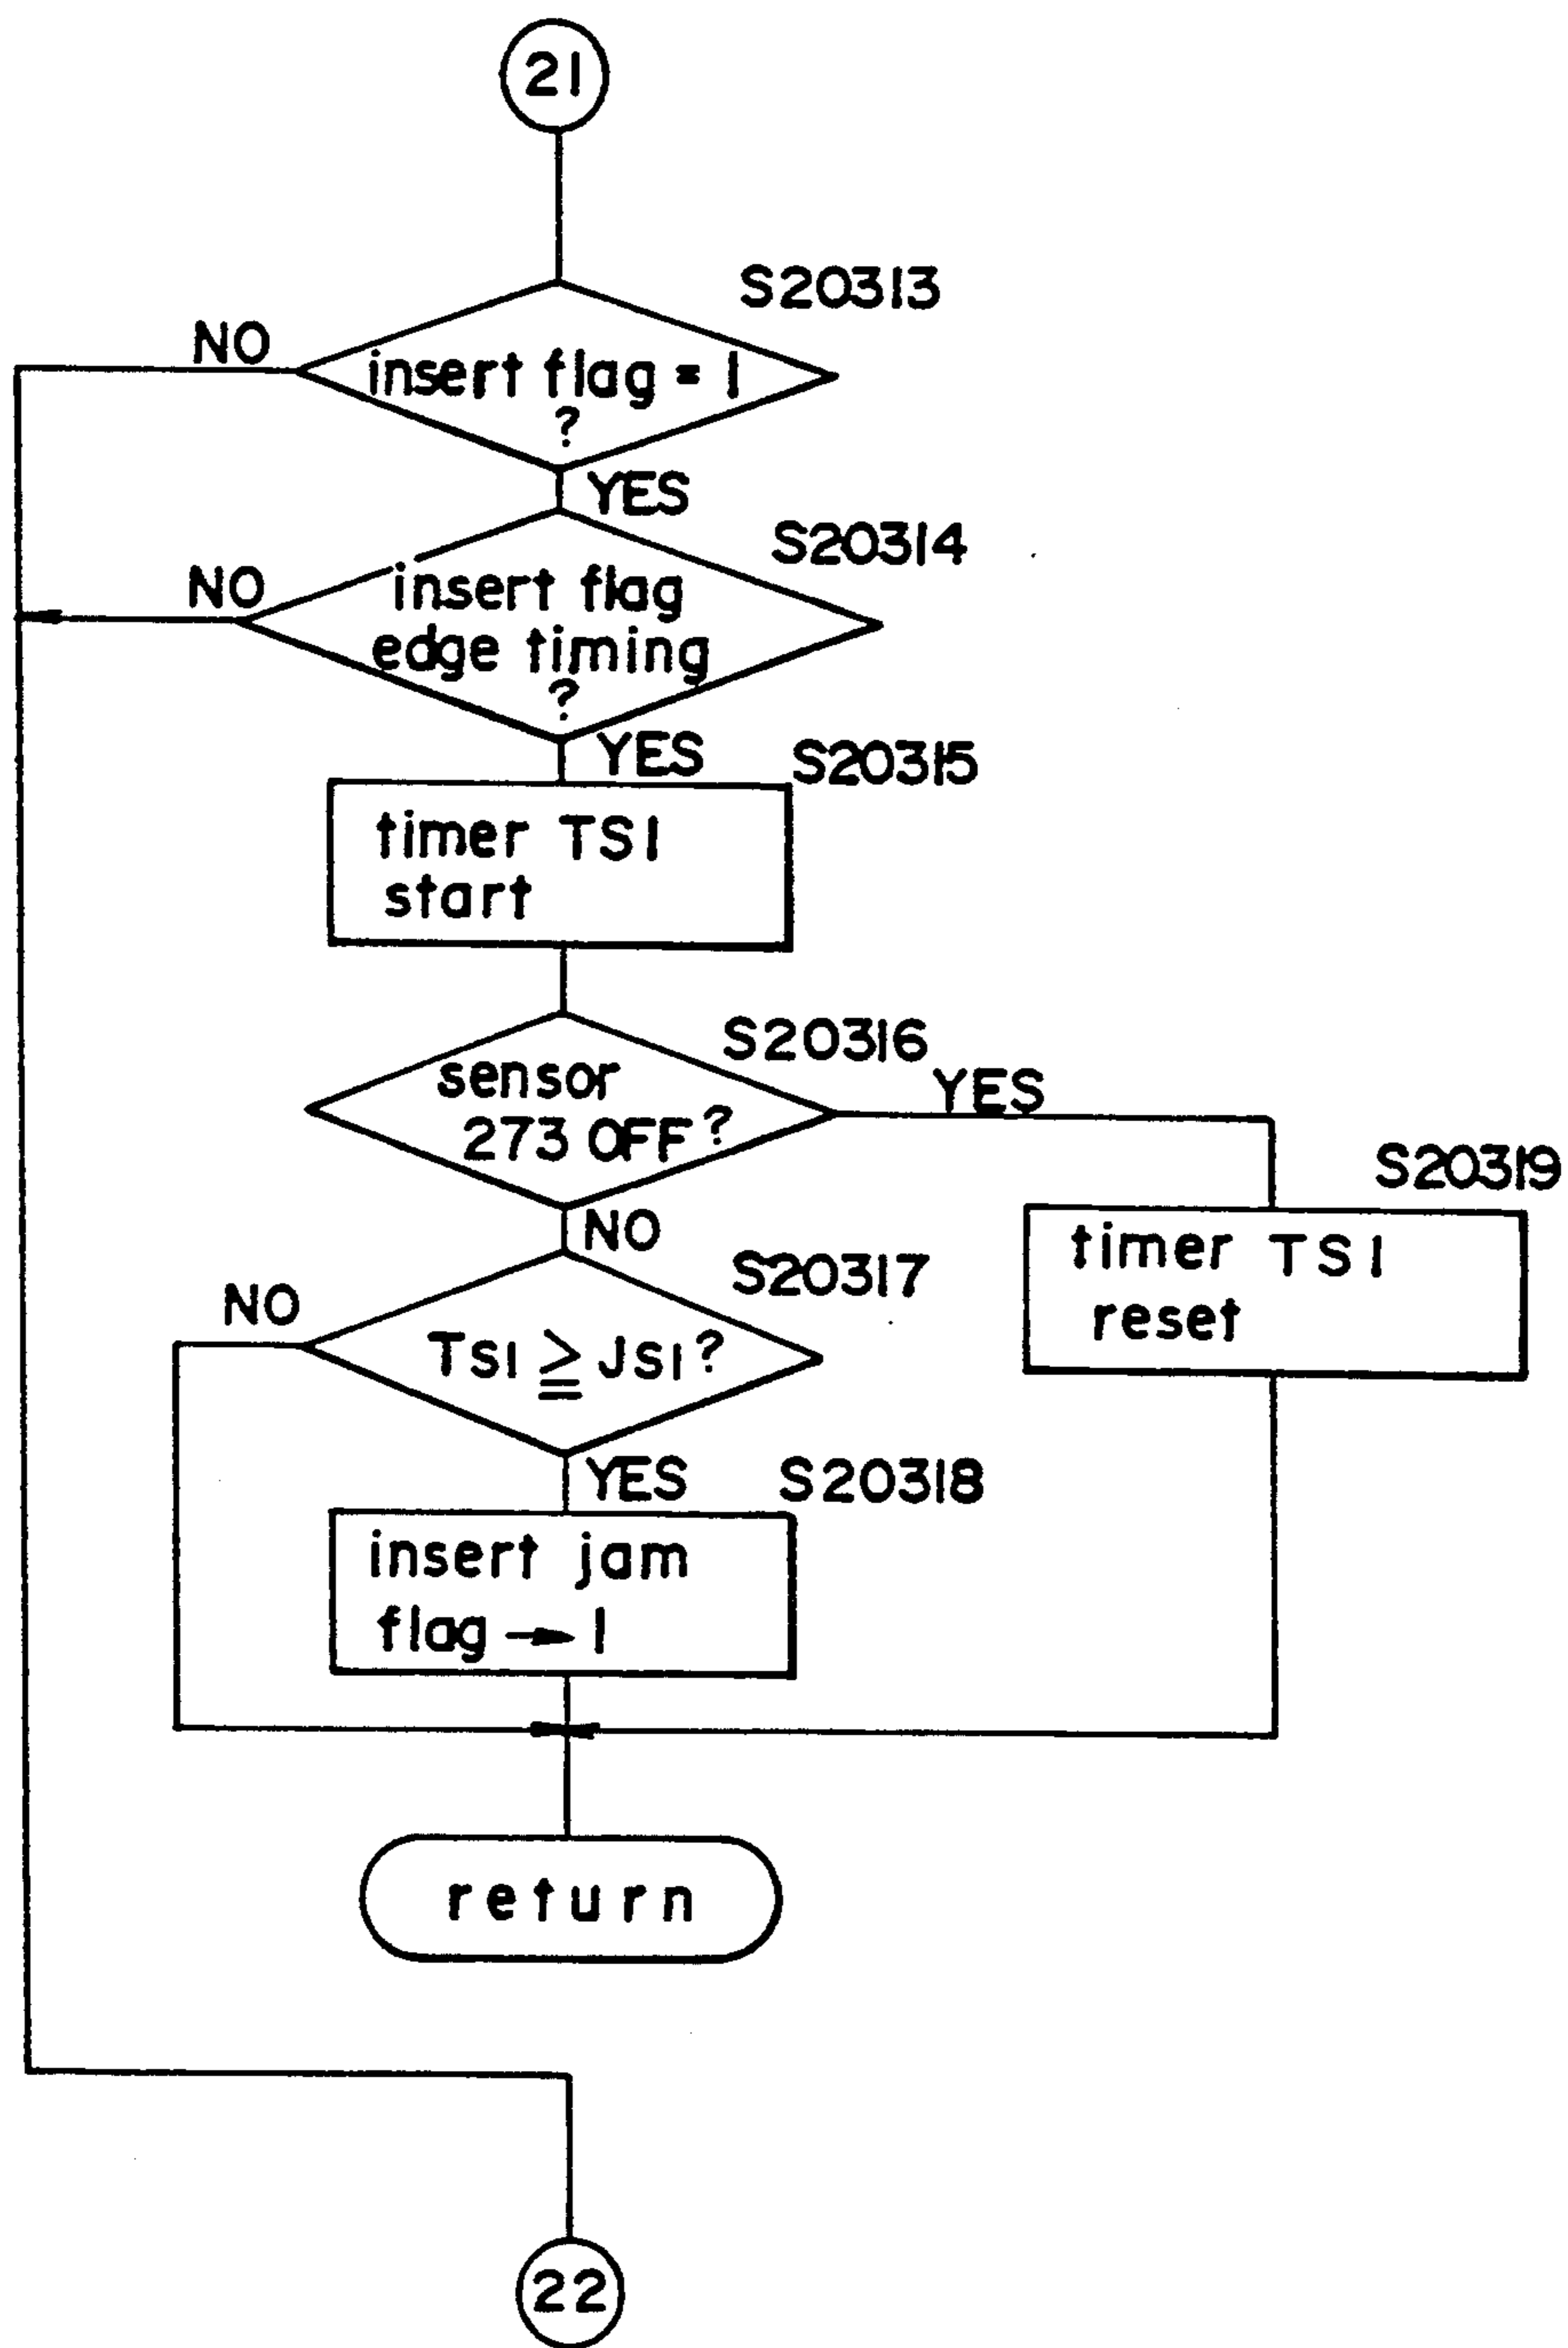 21
S20313
NO
insert flag = 1
?
YES
S20314
NO
insert flag
edge timing
?
YES
S20315
timer TS1
start
S20316
sensor
273 OFF?
YES
S20319
timer TS1
reset
NO
S20317
NO
TS1 ≧ JS1?
YES
S20318
insert jam
flag → 1
return
22